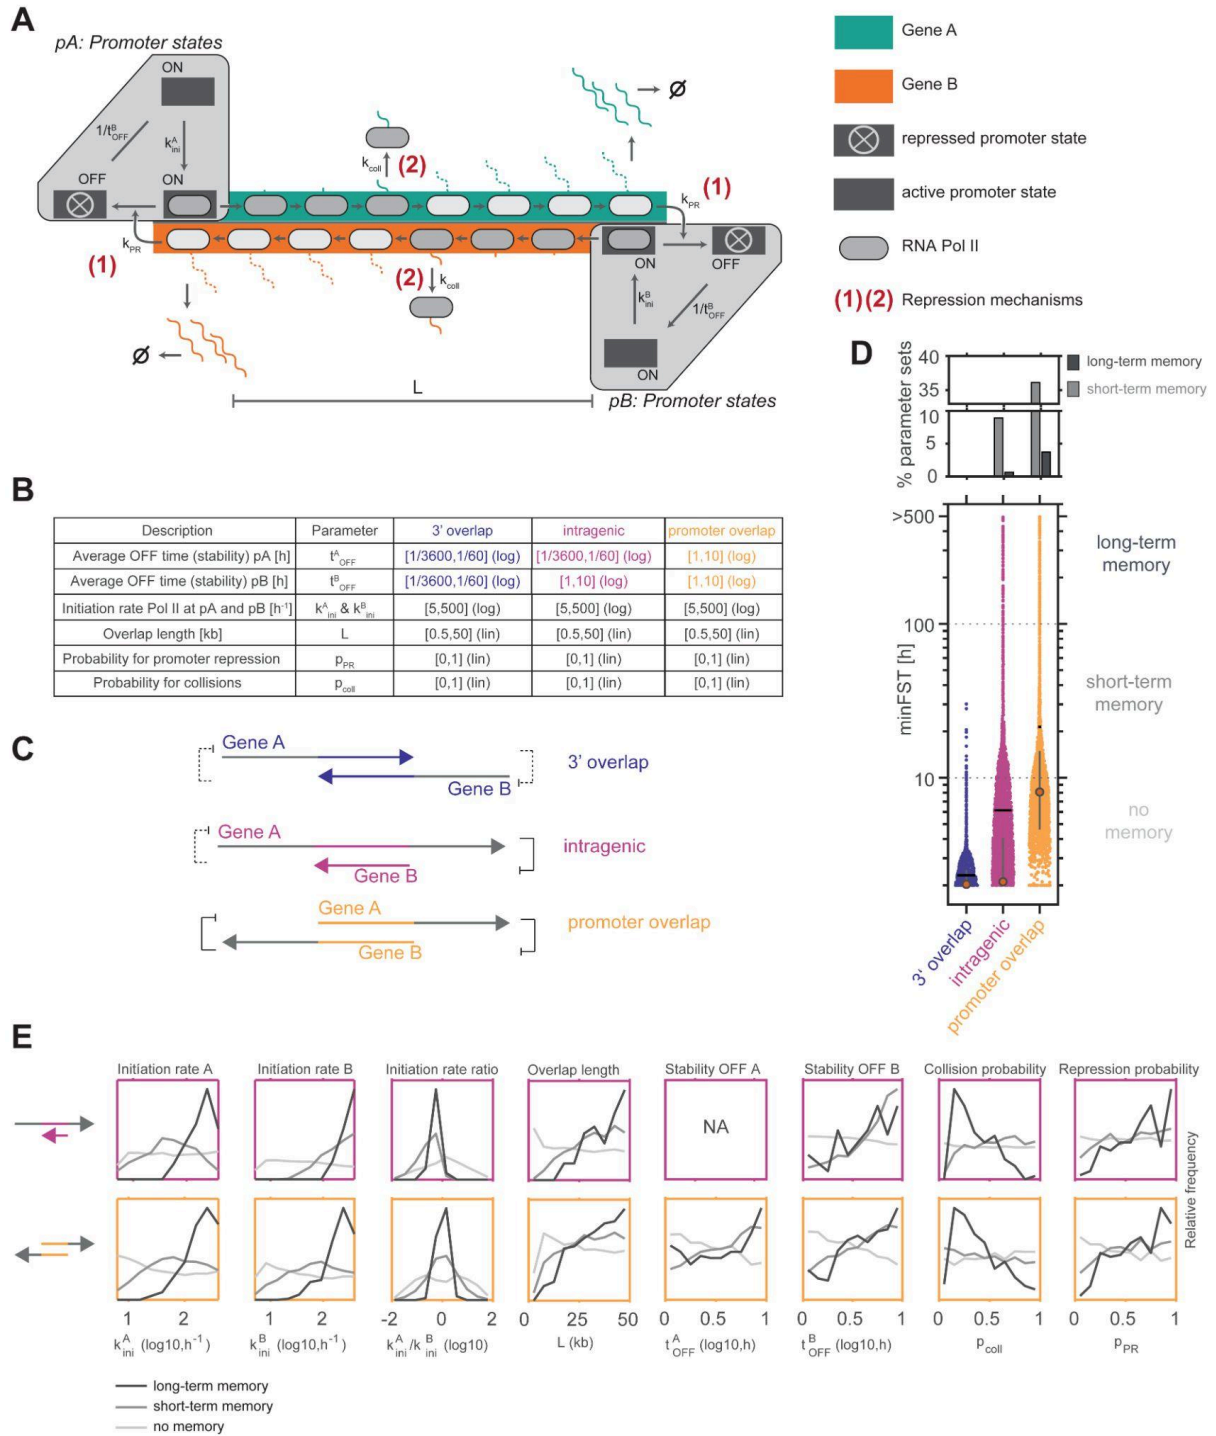 A
pA: Promoter states
ON
1/t^B_OFF
k^A_ini
OFF
ON
k_PR
(1)
k_coll
(2)
Ø
(1)
k_PR
(2)
k_coll
ON
OFF
k^B_ini
1/t^B_OFF
ON
Ø
L
pB: Promoter states
Gene A
Gene B
repressed promoter state
active promoter state
RNA Pol II
(1)(2) Repression mechanisms
B
Description Parameter 3' overlap intragenic promoter overlap
Average OFF time (stability) pA [h] t^A_OFF [1/3600,1/60] (log) [1/3600,1/60] (log) [1,10] (log)
Average OFF time (stability) pB [h] t^B_OFF [1/3600,1/60] (log) [1,10] (log) [1,10] (log)
Initiation rate Pol II at pA and pB [h⁻¹] k^A_ini & k^B_ini [5,500] (log) [5,500] (log) [5,500] (log)
Overlap length [kb] L [0.5,50] (lin) [0.5,50] (lin) [0.5,50] (lin)
Probability for promoter repression p_PR [0,1] (lin) [0,1] (lin) [0,1] (lin)
Probability for collisions p_coll [0,1] (lin) [0,1] (lin) [0,1] (lin)
C
Gene A
Gene B
3' overlap
Gene A
Gene B
intragenic
Gene A
Gene B
promoter overlap
D
% parameter sets
40
35
10
5
0
long-term memory
short-term memory
minFST [h]
>500
100
10
long-term
memory
short-term
memory
no
memory
3' overlap
intragenic
promoter overlap
E
Initiation rate A Initiation rate B Initiation rate ratio Overlap length Stability OFF A Stability OFF B Collision probability Repression probability
NA
Relative frequency
1 2 1 2 -2 0 2 0 25 50 0 0.5 1 0 0.5 1 0 0.5 1 0 0.5 1
k^A_ini (log10,h⁻¹) k^B_ini (log10,h⁻¹) k^A_ini/k^B_ini (log10) L (kb) t^A_OFF (log10,h) t^B_OFF (log10,h) p_coll p_PR
long-term memory
short-term memory
no memory